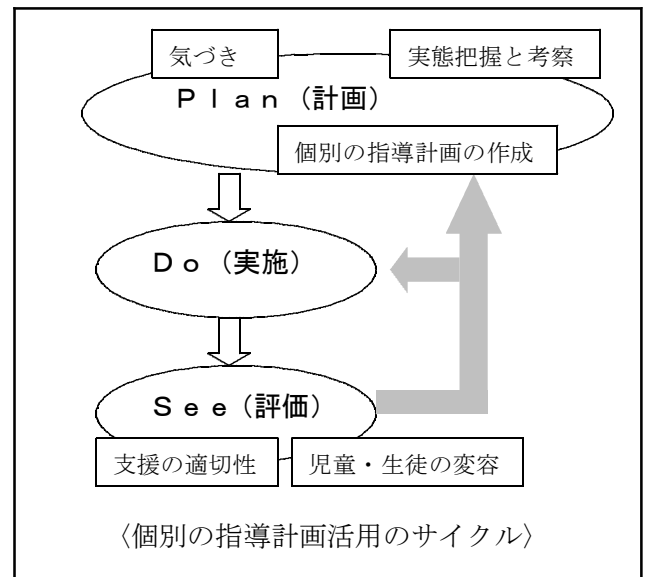 気づき
実態把握と考察
Ｐｌａｎ（計画）
個別の指導計画の作成
Ｄｏ（実施）
Ｓｅｅ（評価）
支援の適切性
児童・生徒の変容
〈個別の指導計画活用のサイクル〉